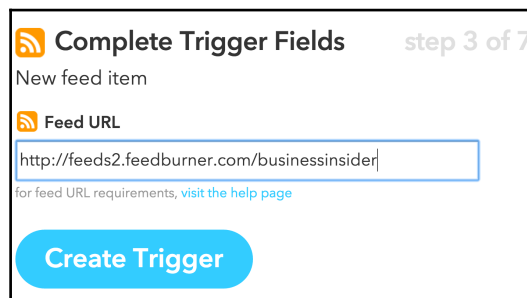 Complete Trigger Fields step 3 of 7
New feed item
Feed URL
http://feeds2.feedburner.com/businessinsider
for feed URL requirements, visit the help page
Create Trigger